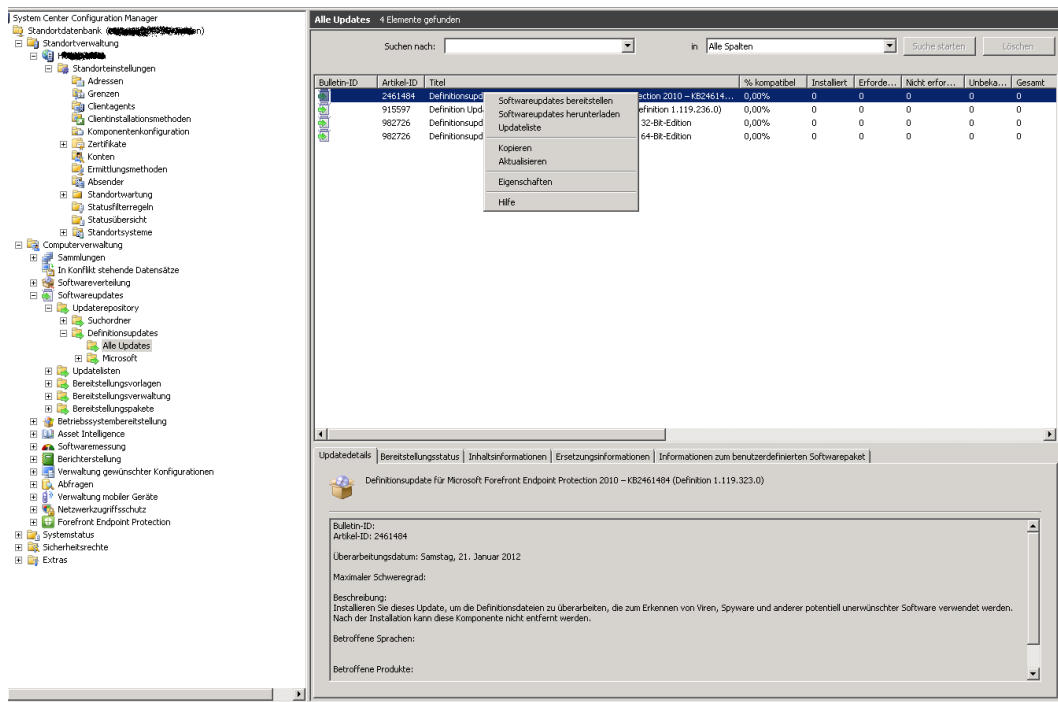 System Center Configuration Manager
Standortdatenbank (
Standortverwaltung
Standorteinstellungen
Adressen
Grenzen
Clientagents
Clientinstallationsmethoden
Komponentenkonfiguration
Zertifikate
Konten
Ermittlungsmethoden
Absender
Standortwartung
Statusfilterregeln
Statusübersicht
Standortsysteme
Computerverwaltung
Sammlungen
In Konflikt stehende Datensätze
Softwareverteilung
Softwareupdates
Updaterepository
Suchordner
Definitionsupdates
Alle Updates
Microsoft
Updatelisten
Bereitstellungsvorlagen
Bereitstellungsverwaltung
Bereitstellungspakete
Betriebssystembereitstellung
Asset Intelligence
Softwaremessung
Berichterstellung
Verwaltung gewünschter Konfigurationen
Abfragen
Verwaltung mobiler Geräte
Netzwerkzugriffsschutz
Forefront Endpoint Protection
Systemstatus
Sicherheitsrechte
Extras
Alle Updates 4 Elemente gefunden
Suchen nach: in Alle Spalten Suche starten Löschen
Bulletin-ID Artikel-ID Titel % kompatibel Installiert Erforde... Nicht erfor... Unbeka... Gesamt
2461484 Definitionsupd ection 2010 – KB24614... 0,00% 0 0 0 0 0
915597 Definition Upd efinition 1.119.236.0) 0,00% 0 0 0 0 0
982726 Definitionsupd 32-Bit-Edition 0,00% 0 0 0 0 0
982726 Definitionsupd 64-Bit-Edition 0,00% 0 0 0 0 0
Softwareupdates bereitstellen
Softwareupdates herunterladen
Updateliste
Kopieren
Aktualisieren
Eigenschaften
Hilfe
Updatedetails Bereitstellungsstatus Inhaltsinformationen Ersetzungsinformationen Informationen zum benutzerdefinierten Softwarepaket
Definitionsupdate für Microsoft Forefront Endpoint Protection 2010 – KB2461484 (Definition 1.119.323.0)
Bulletin-ID:
Artikel-ID: 2461484
Überarbeitungsdatum: Samstag, 21. Januar 2012
Maximaler Schweregrad:
Beschreibung:
Installieren Sie dieses Update, um die Definitionsdateien zu überarbeiten, die zum Erkennen von Viren, Spyware und anderer potentiell unerwünschter Software verwendet werden.
Nach der Installation kann diese Komponente nicht entfernt werden.
Betroffene Sprachen:
Betroffene Produkte: